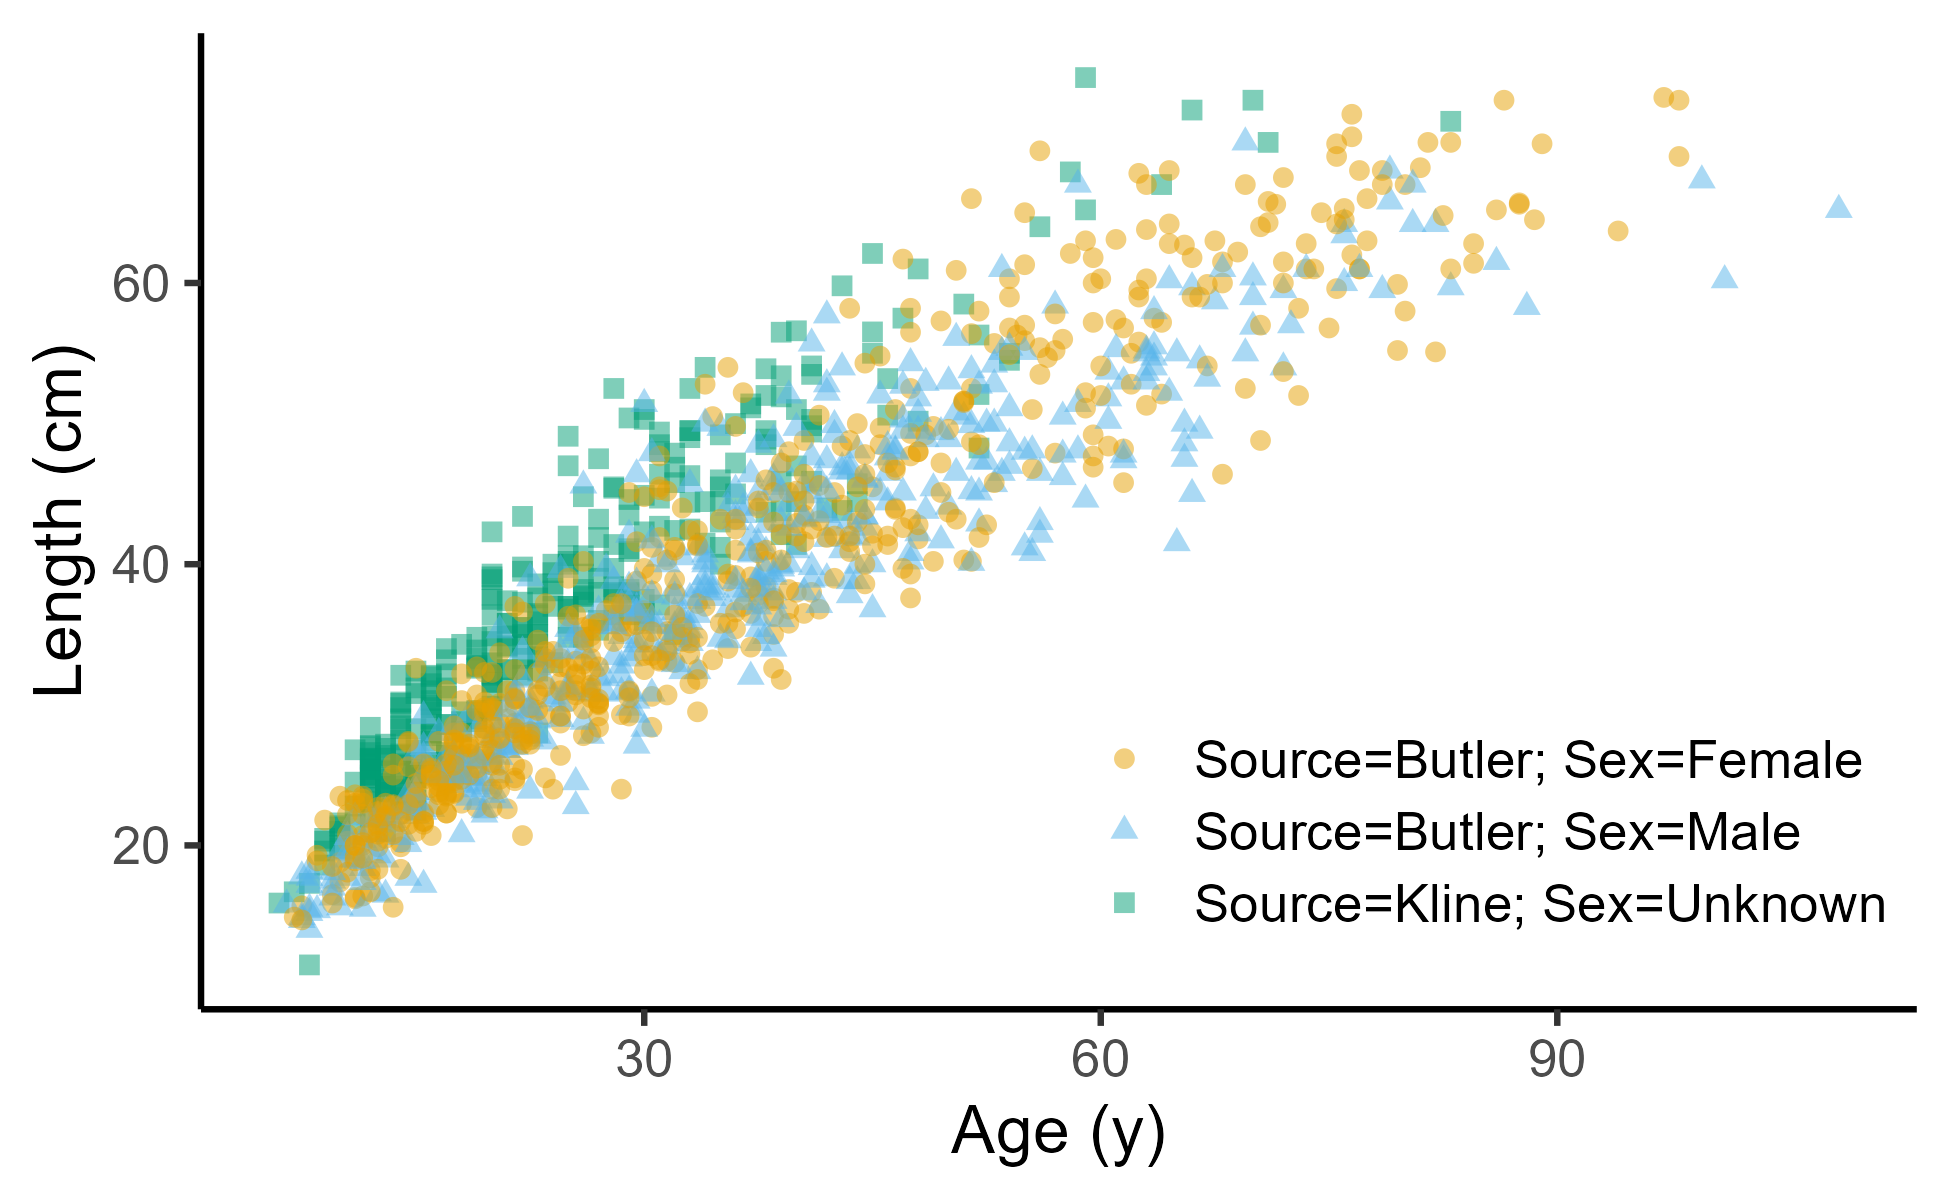 Length (cm)
60
40
20
Source=Butler; Sex=Female
Source=Butler; Sex=Male
Source=Kline; Sex=Unknown
30
60
90
Age (y)